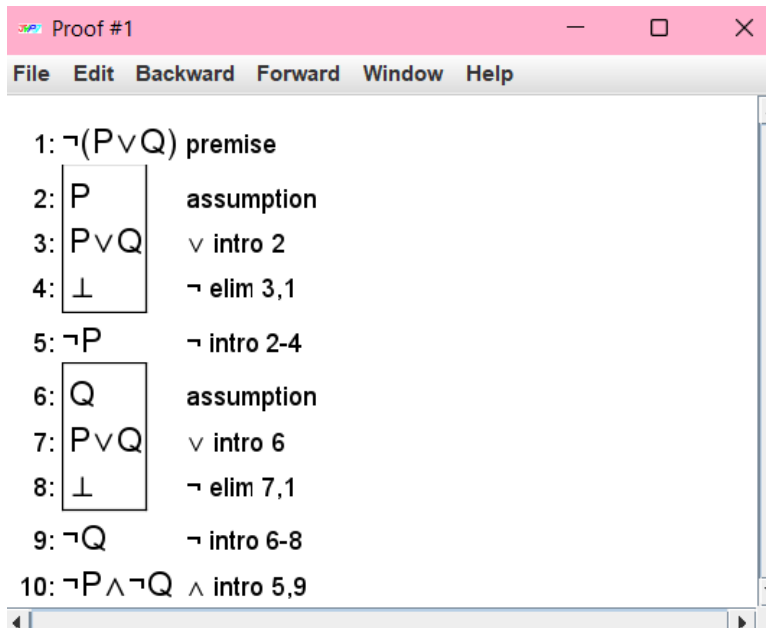 Proof #1
File Edit Backward Forward Window Help
1: ¬(P∨Q) premise
2: P assumption
3: P∨Q ∨ intro 2
4: ⊥ ¬ elim 3,1
5: ¬P ¬ intro 2-4
6: Q assumption
7: P∨Q ∨ intro 6
8: ⊥ ¬ elim 7,1
9: ¬Q ¬ intro 6-8
10: ¬P∧¬Q ∧ intro 5,9